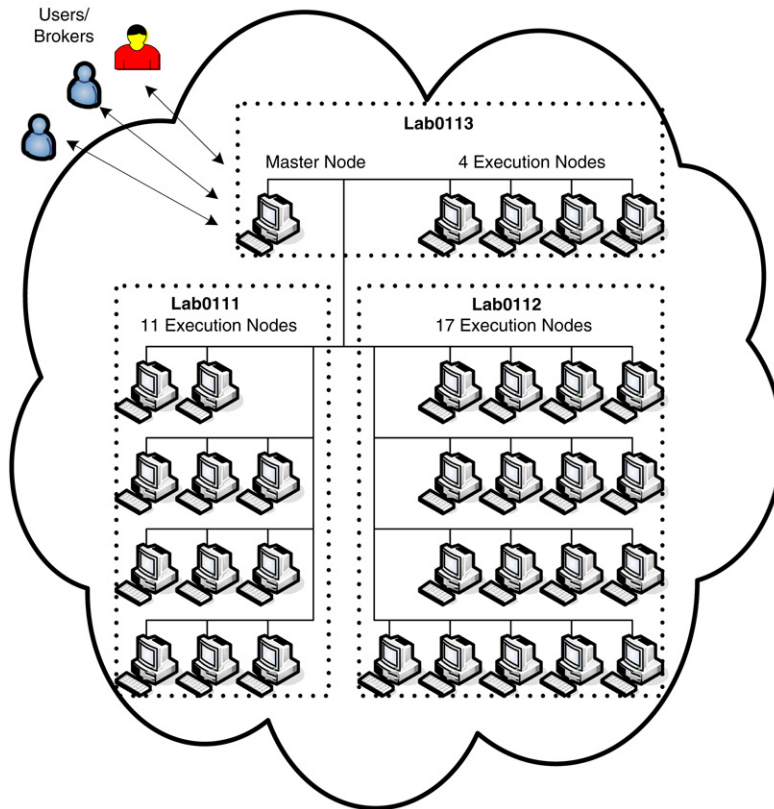 Users/
Brokers
Lab0113
Master Node
4 Execution Nodes
Lab0111
11 Execution Nodes
Lab0112
17 Execution Nodes